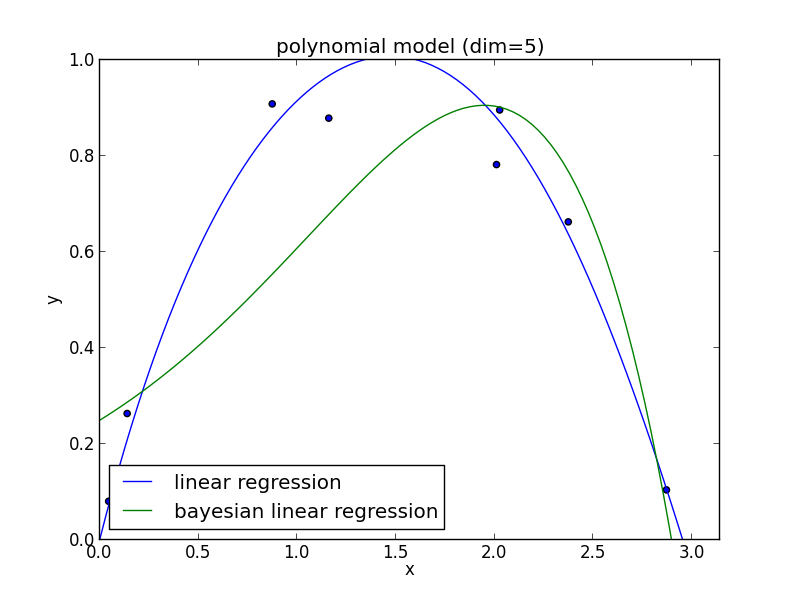 polynomial model (dim=5)
1.0
0.8
0.6
0.4
0.2
0.0
y
linear regression
bayesian linear regression
0.0 0.5 1.0 1.5 2.0 2.5 3.0
x